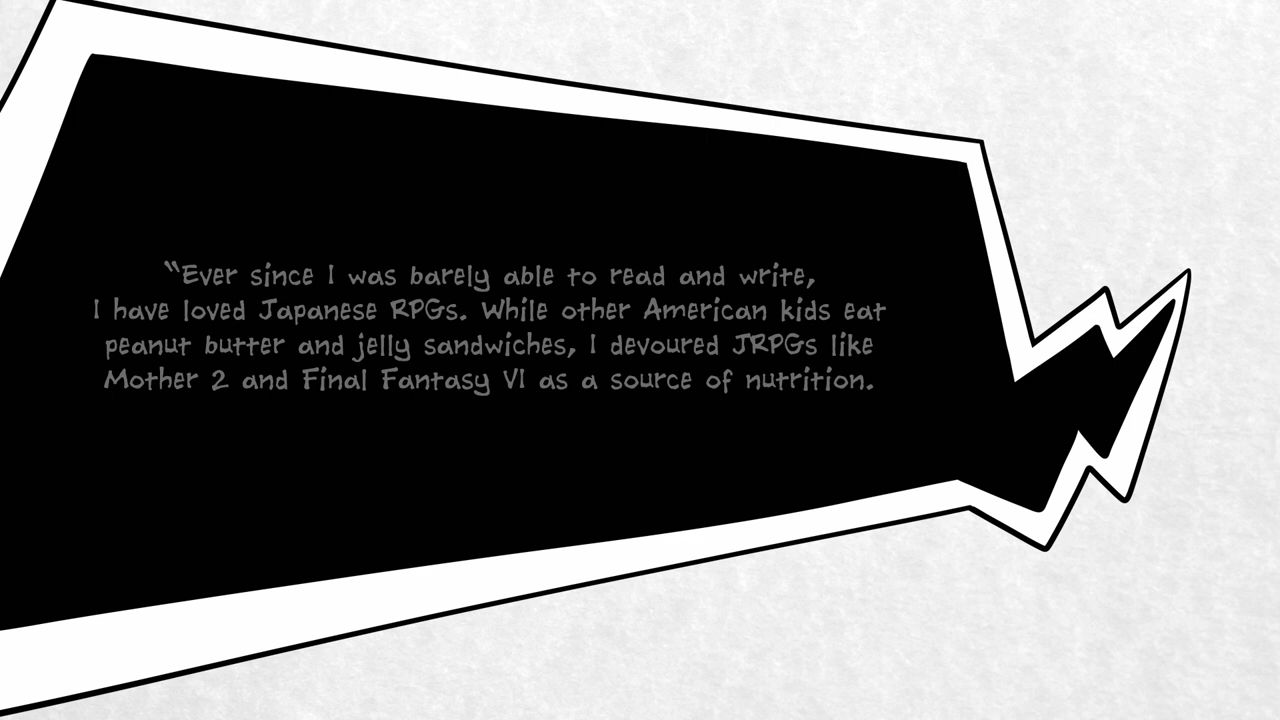 “Ever since I was barely able to read and write,
I have loved Japanese RPGs. While other American kids eat
peanut butter and jelly sandwiches, I devoured JRPGs like
Mother 2 and Final Fantasy VI as a source of nutrition.